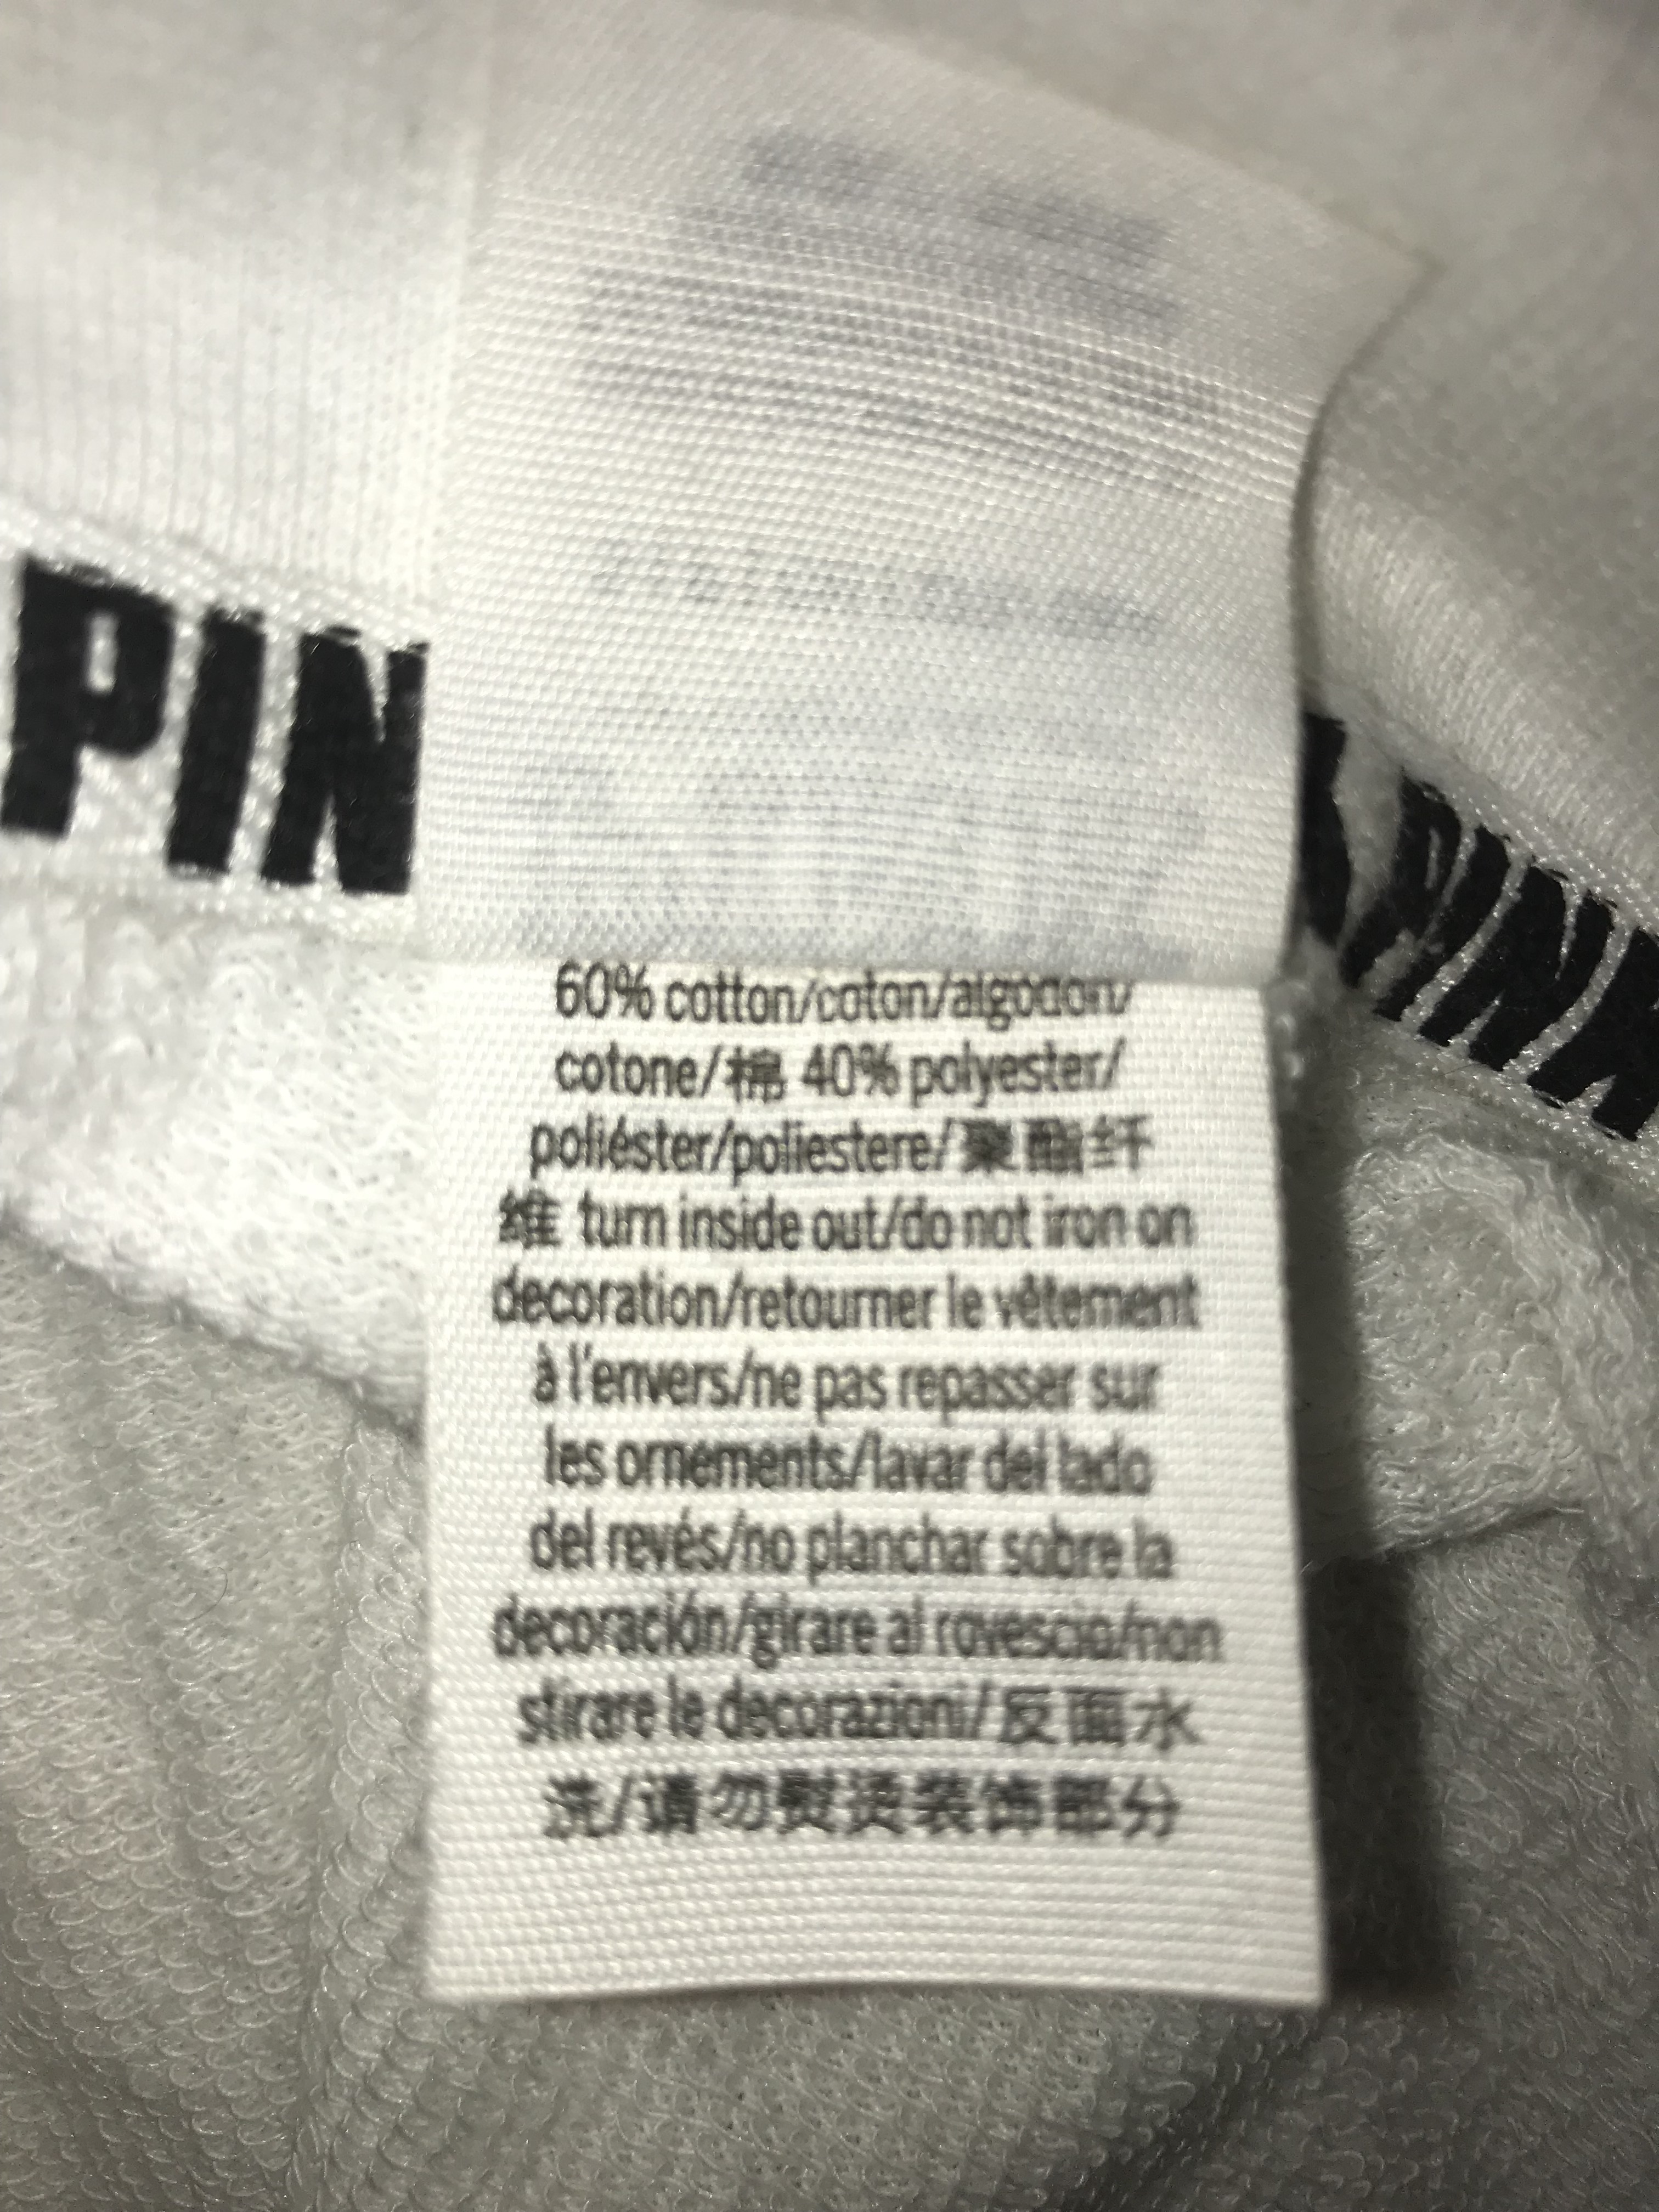 PIN
PINK
60% cotton/coton/algodon/
cotone/棉 40% polyester/
poliéster/poliestere/聚酯纤
维 turn inside out/do not iron on
decoration/retourner le vêtement
à l'envers/ne pas repasser sur
les ornements/lavar del lado
del revés/no planchar sobre la
decoración/girare al rovescio/non
stirare le decorazioni/反面水
洗/请勿熨烫装饰部分